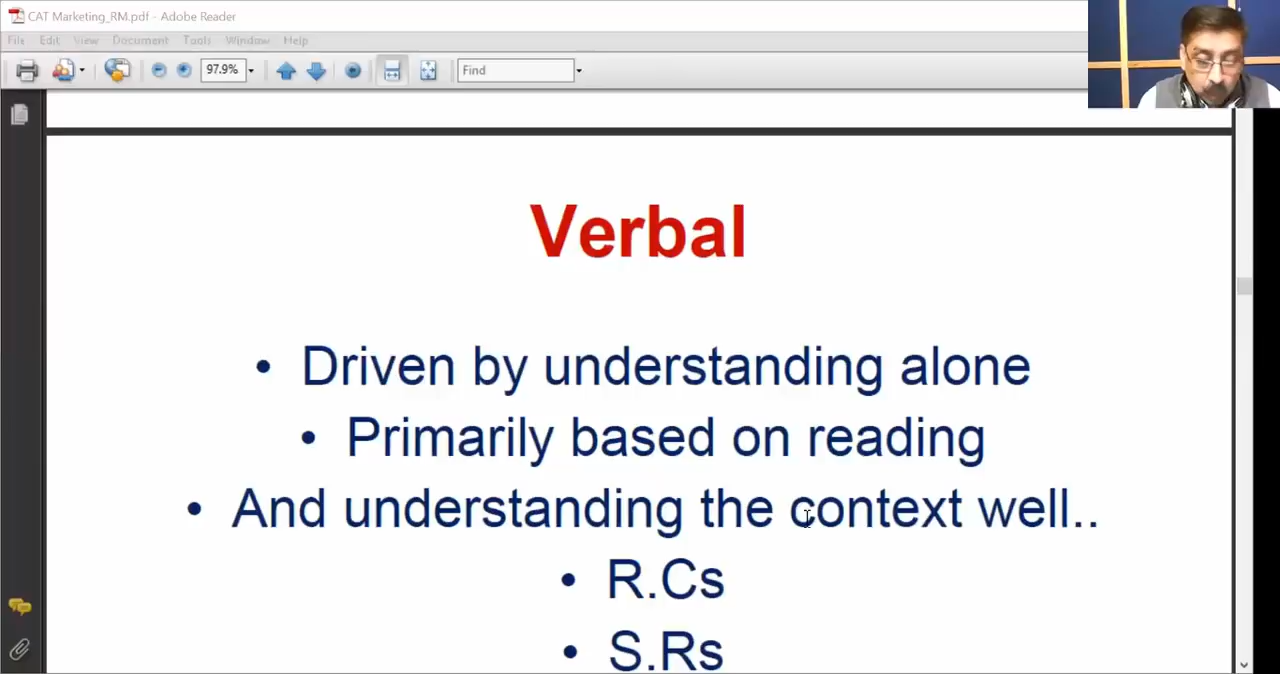 CAT Marketing_RM.pdf - Adobe Reader
File Edit View Document Tools Window Help
97.9% Find
Verbal
• Driven by understanding alone
• Primarily based on reading
• And understanding the context well..
• R.Cs
• S.Rs